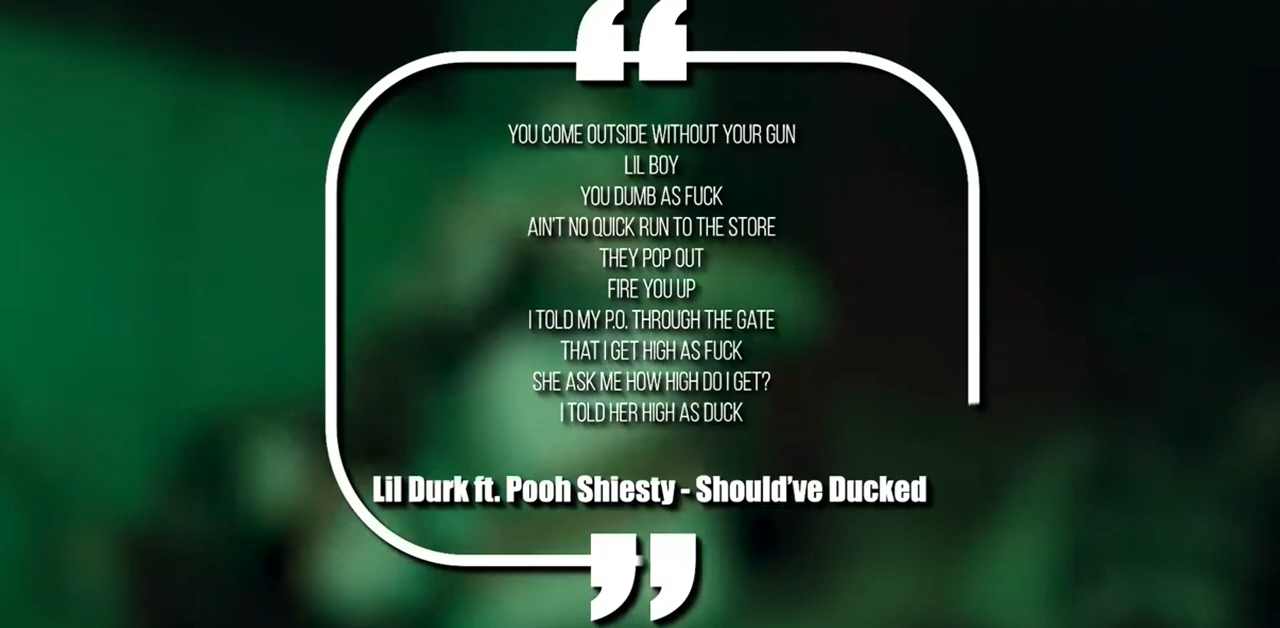 “
YOU COME OUTSIDE WITHOUT YOUR GUN
LIL BOY
YOU DUMB AS FUCK
AIN'T NO QUICK RUN TO THE STORE
THEY POP OUT
FIRE YOU UP
I TOLD MY P.O. THROUGH THE GATE
THAT I GET HIGH AS FUCK
SHE ASK ME HOW HIGH DO I GET?
I TOLD HER HIGH AS DUCK
Lil Durk ft. Pooh Shiesty - Should’ve Ducked
”